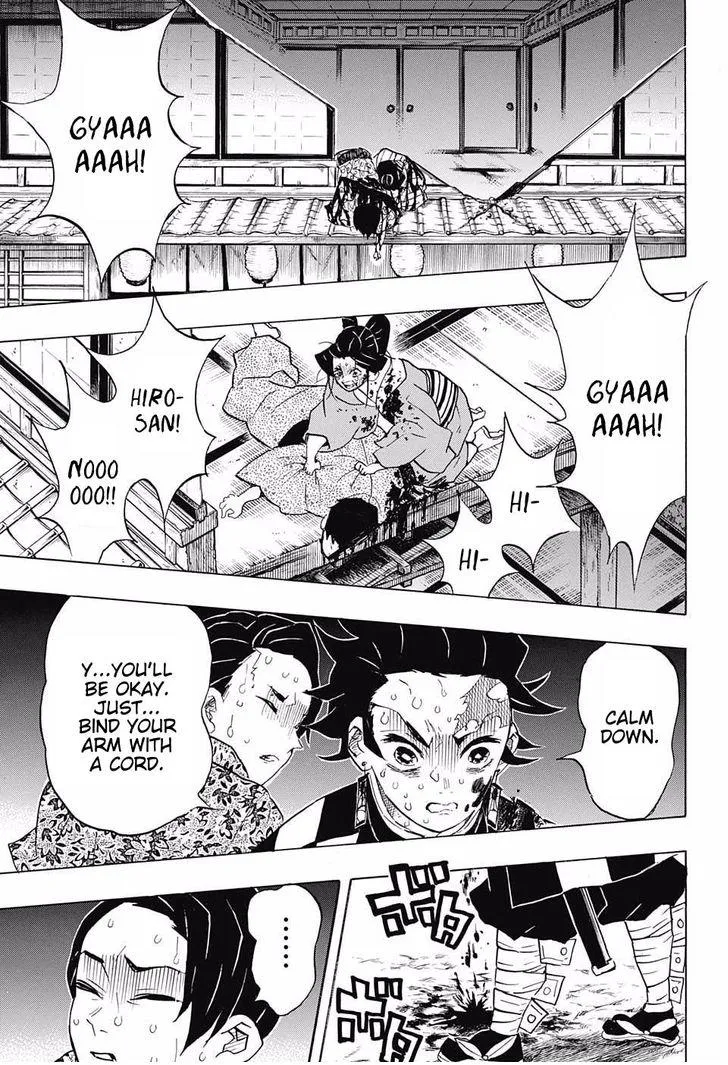 GYAAA
AAAH!
GYAAA
AAAH!
HI-
HI-
HIRO-
SAN!
NOOO
OOO!!
CALM
DOWN.
Y...YOU'LL
BE OKAY.
JUST...
BIND YOUR
ARM WITH
A CORD.
....